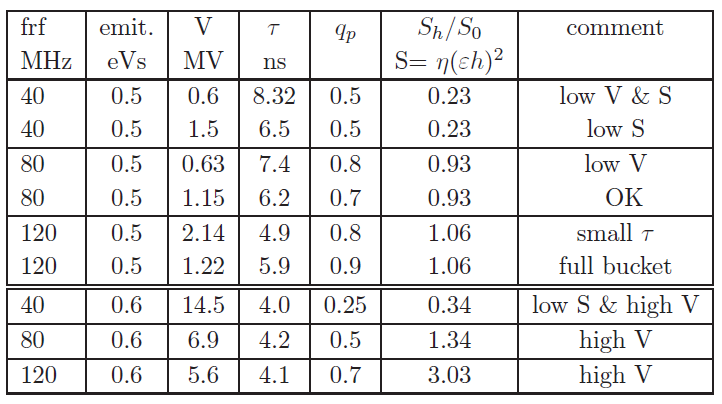 frf emit. V τ q_p S_h/S_0 comment
MHz eVs MV ns S= η(εh)²
40 0.5 0.6 8.32 0.5 0.23 low V & S
40 0.5 1.5 6.5 0.5 0.23 low S
80 0.5 0.63 7.4 0.8 0.93 low V
80 0.5 1.15 6.2 0.7 0.93 OK
120 0.5 2.14 4.9 0.8 1.06 small τ
120 0.5 1.22 5.9 0.9 1.06 full bucket
40 0.6 14.5 4.0 0.25 0.34 low S & high V
80 0.6 6.9 4.2 0.5 1.34 high V
120 0.6 5.6 4.1 0.7 3.03 high V